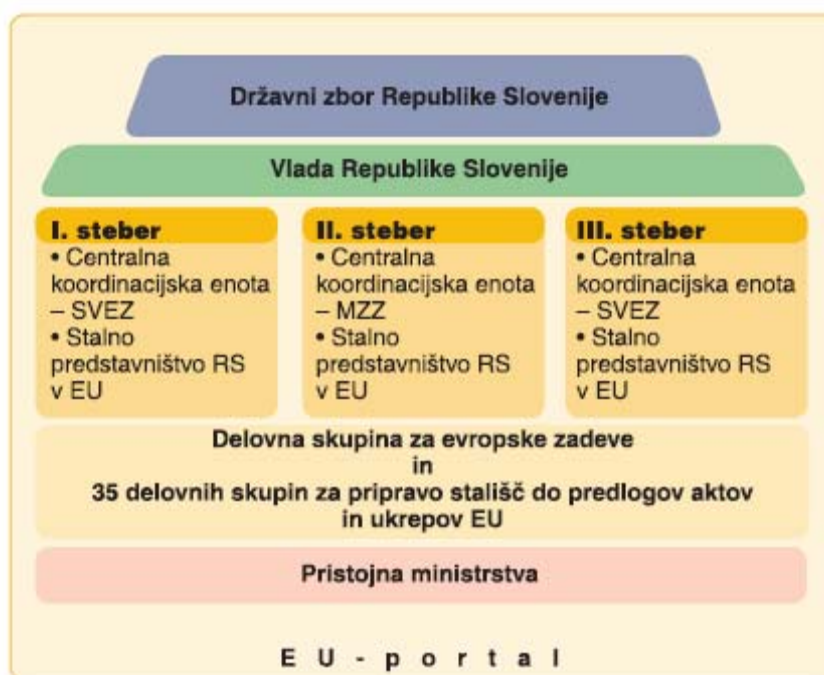 Državni zbor Republike Slovenije
Vlada Republike Slovenije
I. steber
• Centralna
koordinacijska enota
– SVEZ
• Stalno
predstavništvo RS
v EU
II. steber
• Centralna
koordinacijska enota
– MZZ
• Stalno
predstavništvo RS
v EU
III. steber
• Centralna
koordinacijska enota
– SVEZ
• Stalno
predstavništvo RS
v EU
Delovna skupina za evropske zadeve
in
35 delovnih skupin za pripravo stališč do predlogov aktov
in ukrepov EU
Pristojna ministrstva
E U - p o r t a l